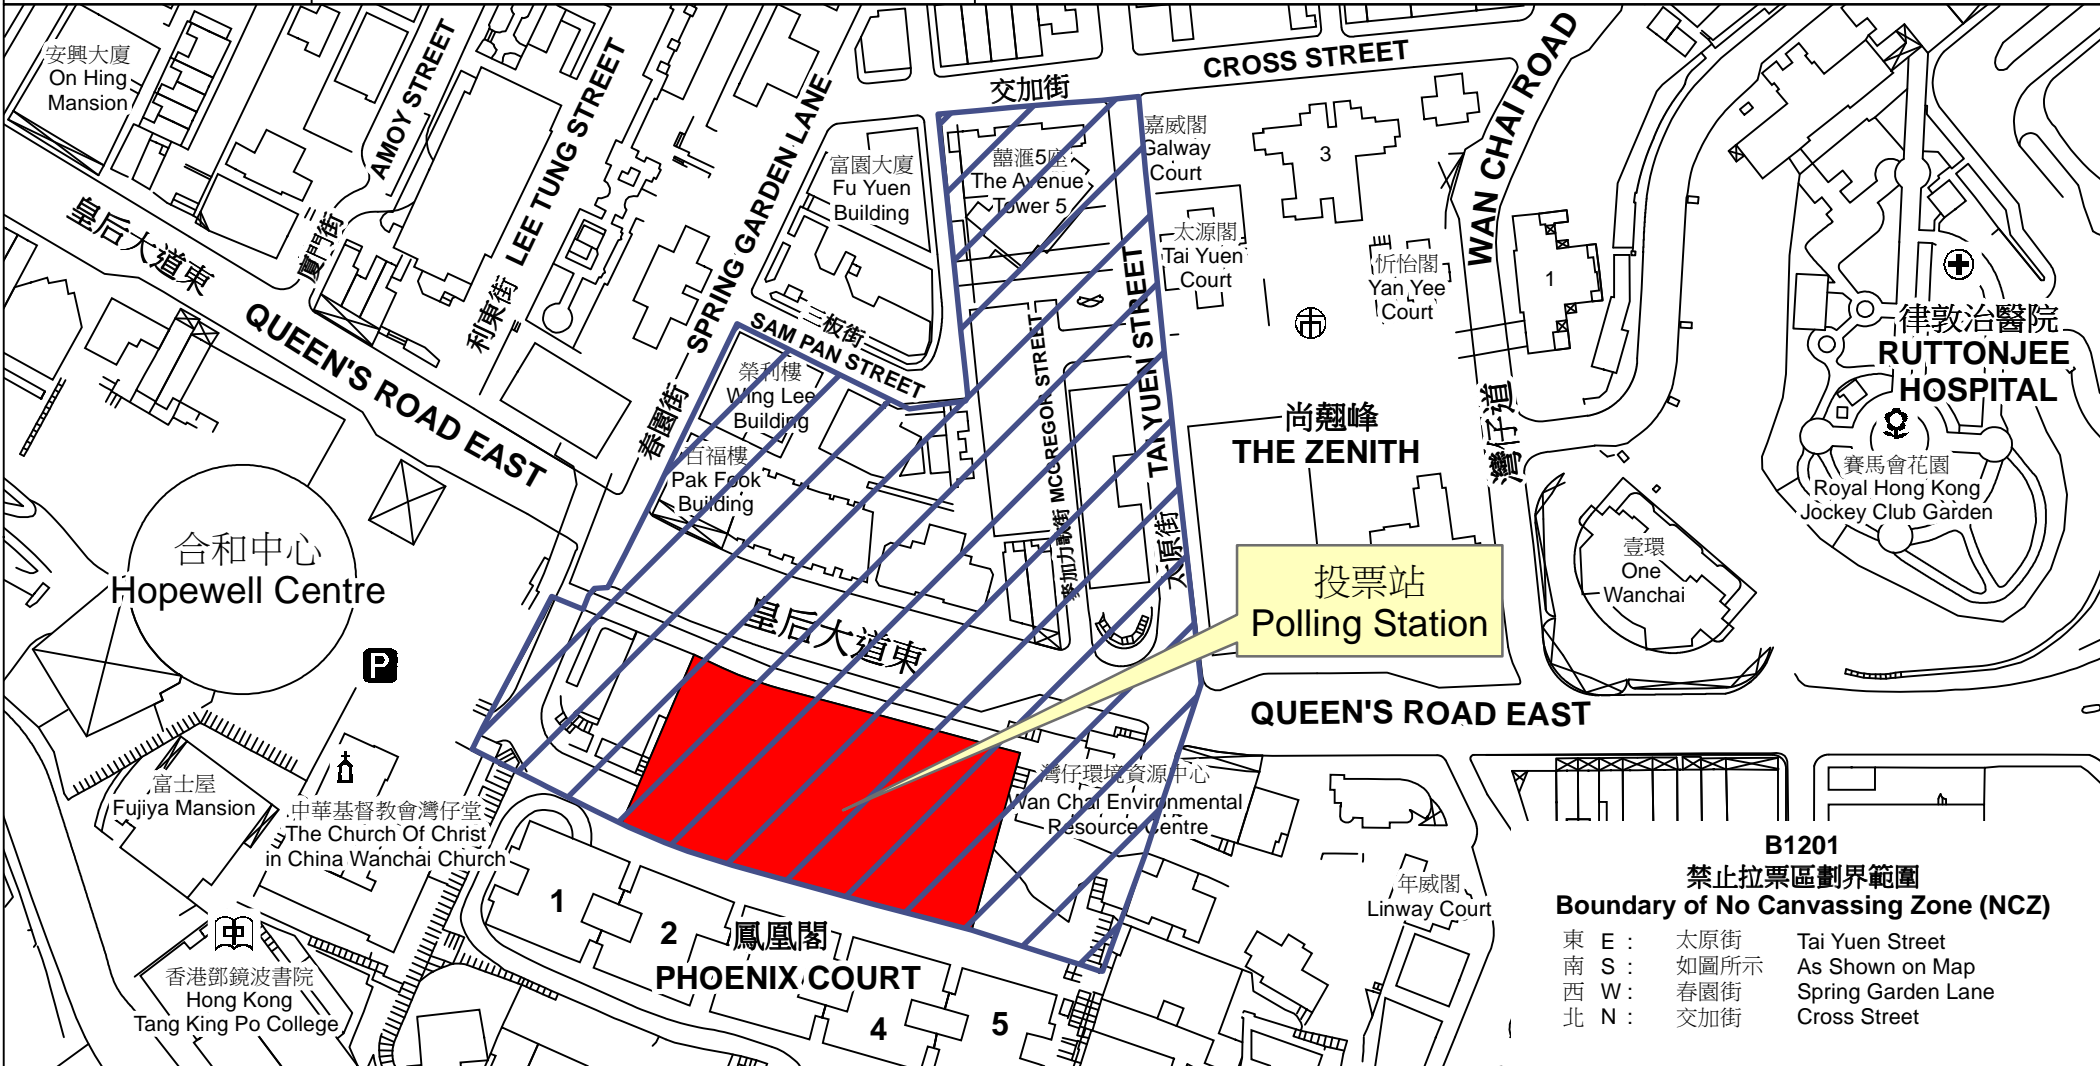 安興大廈
On Hing
Mansion
AMOY STREET
廈門街
LEE TUNG STREET
利東街
SPRING GARDEN LANE
春園街
富園大廈
Fu Yuen
Building
交加街
CROSS STREET
囍滙5座
The Avenue
Tower 5
嘉威閣
Galway
Court
太源閣
Tai Yuen
Court
3
忻怡閣
Yan Yee
Court
WAN CHAI ROAD
灣仔道
1
律敦治醫院
RUTTONJEE
HOSPITAL
賽馬會花園
Royal Hong Kong
Jockey Club Garden
皇后大道東
QUEEN'S ROAD EAST
三板街
SAM PAN STREET
榮利樓
Wing Lee
Building
百福樓
Pak Fook
Building
麥加力歌街 MCGREGOR STREET
TAI YUEN STREET
太原街
市
尚翹峰
THE ZENITH
壹環
One
Wanchai
合和中心
Hopewell Centre
P
投票站
Polling Station
皇后大道東
QUEEN'S ROAD EAST
富士屋
Fujiya Mansion
中華基督教會灣仔堂
The Church Of Christ
in China Wanchai Church
灣仔環境資源中心
Wan Chai Environmental
Resource Centre
年威閣
Linway Court
中
香港鄧鏡波書院
Hong Kong
Tang King Po College
1
2
鳳凰閣
PHOENIX COURT
4
5
B1201
禁止拉票區劃界範圍
Boundary of No Canvassing Zone (NCZ)
東 E : 太原街 Tai Yuen Street
南 S : 如圖所示 As Shown on Map
西 W : 春園街 Spring Garden Lane
北 N : 交加街 Cross Street